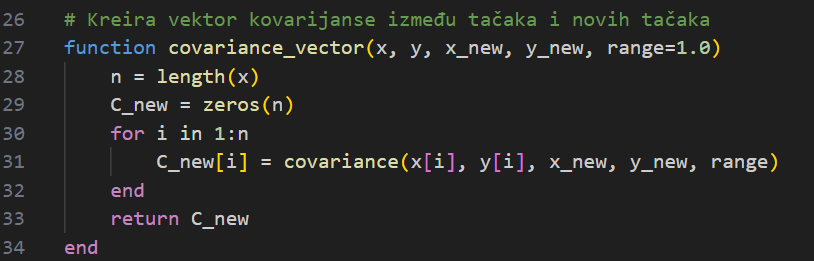 26 # Kreira vektor kovarijanse između tačaka i novih tačaka
27 function covariance_vector(x, y, x_new, y_new, range=1.0)
28     n = length(x)
29     C_new = zeros(n)
30     for i in 1:n
31         C_new[i] = covariance(x[i], y[i], x_new, y_new, range)
32     end
33     return C_new
34 end